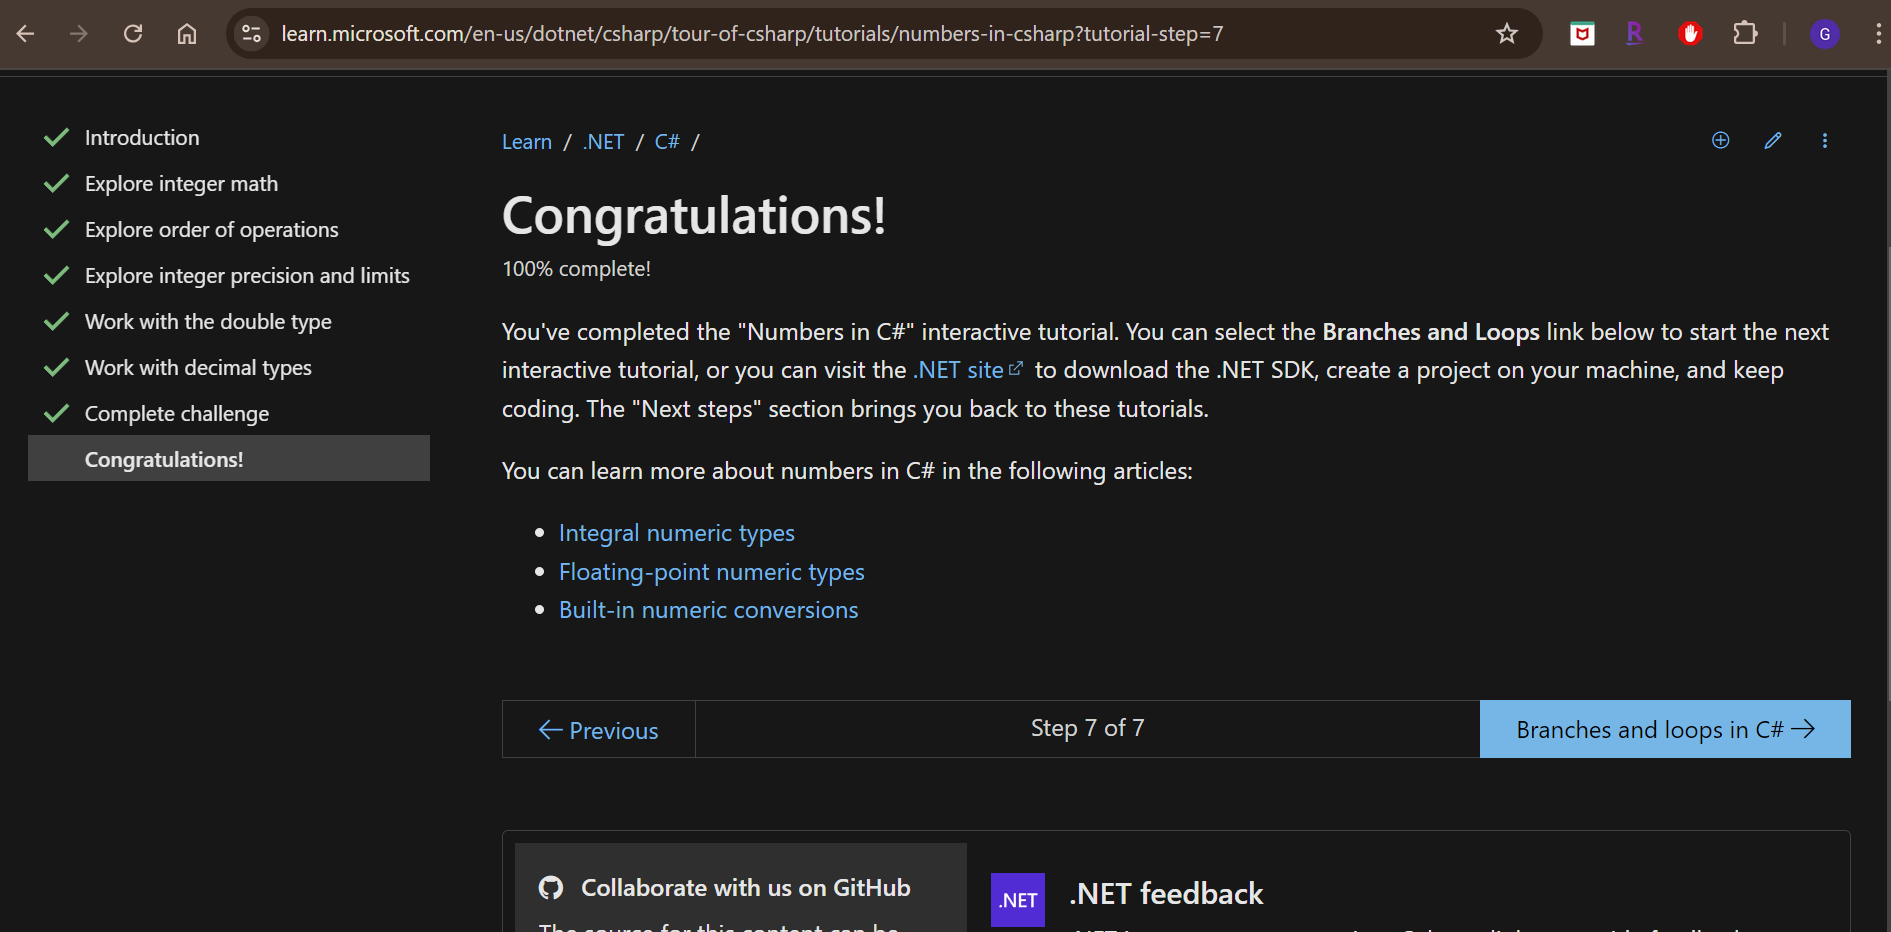 learn.microsoft.com/en-us/dotnet/csharp/tour-of-csharp/tutorials/numbers-in-csharp?tutorial-step=7
R
G
Introduction
Explore integer math
Explore order of operations
Explore integer precision and limits
Work with the double type
Work with decimal types
Complete challenge
Congratulations!
Learn / .NET / C# /
Congratulations!
100% complete!
You've completed the "Numbers in C#" interactive tutorial. You can select the Branches and Loops link below to start the next
interactive tutorial, or you can visit the .NET site to download the .NET SDK, create a project on your machine, and keep
coding. The "Next steps" section brings you back to these tutorials.
You can learn more about numbers in C# in the following articles:
Integral numeric types
Floating-point numeric types
Built-in numeric conversions
Previous
Step 7 of 7
Branches and loops in C#
Collaborate with us on GitHub
The source for this content can be
.NET
.NET feedback